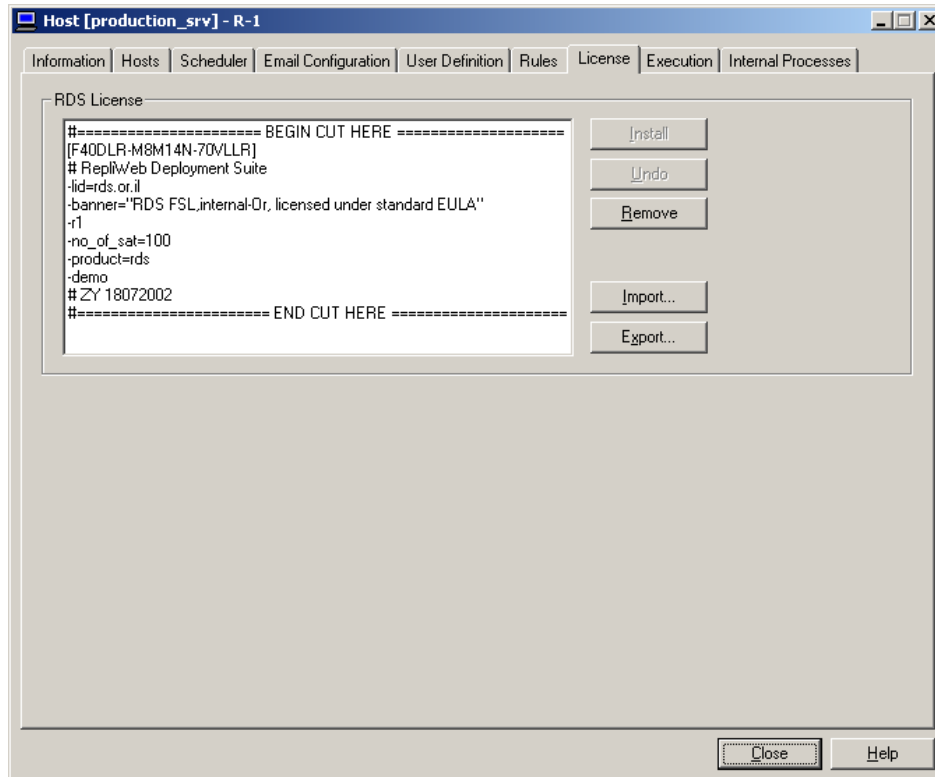 Host [production_srv] - R-1
Information Hosts Scheduler Email Configuration User Definition Rules License Execution Internal Processes
RDS License
#====================== BEGIN CUT HERE ====================
[F40DLR-M8M14N-70VLLR]
# RepliWeb Deployment Suite
-lid=rds.or.il
-banner="RDS FSL,internal-Or, licensed under standard EULA"
-r1
-no_of_sat=100
-product=rds
-demo
# ZY 18072002
#======================= END CUT HERE =====================
Install
Undo
Remove
Import...
Export...
Close Help